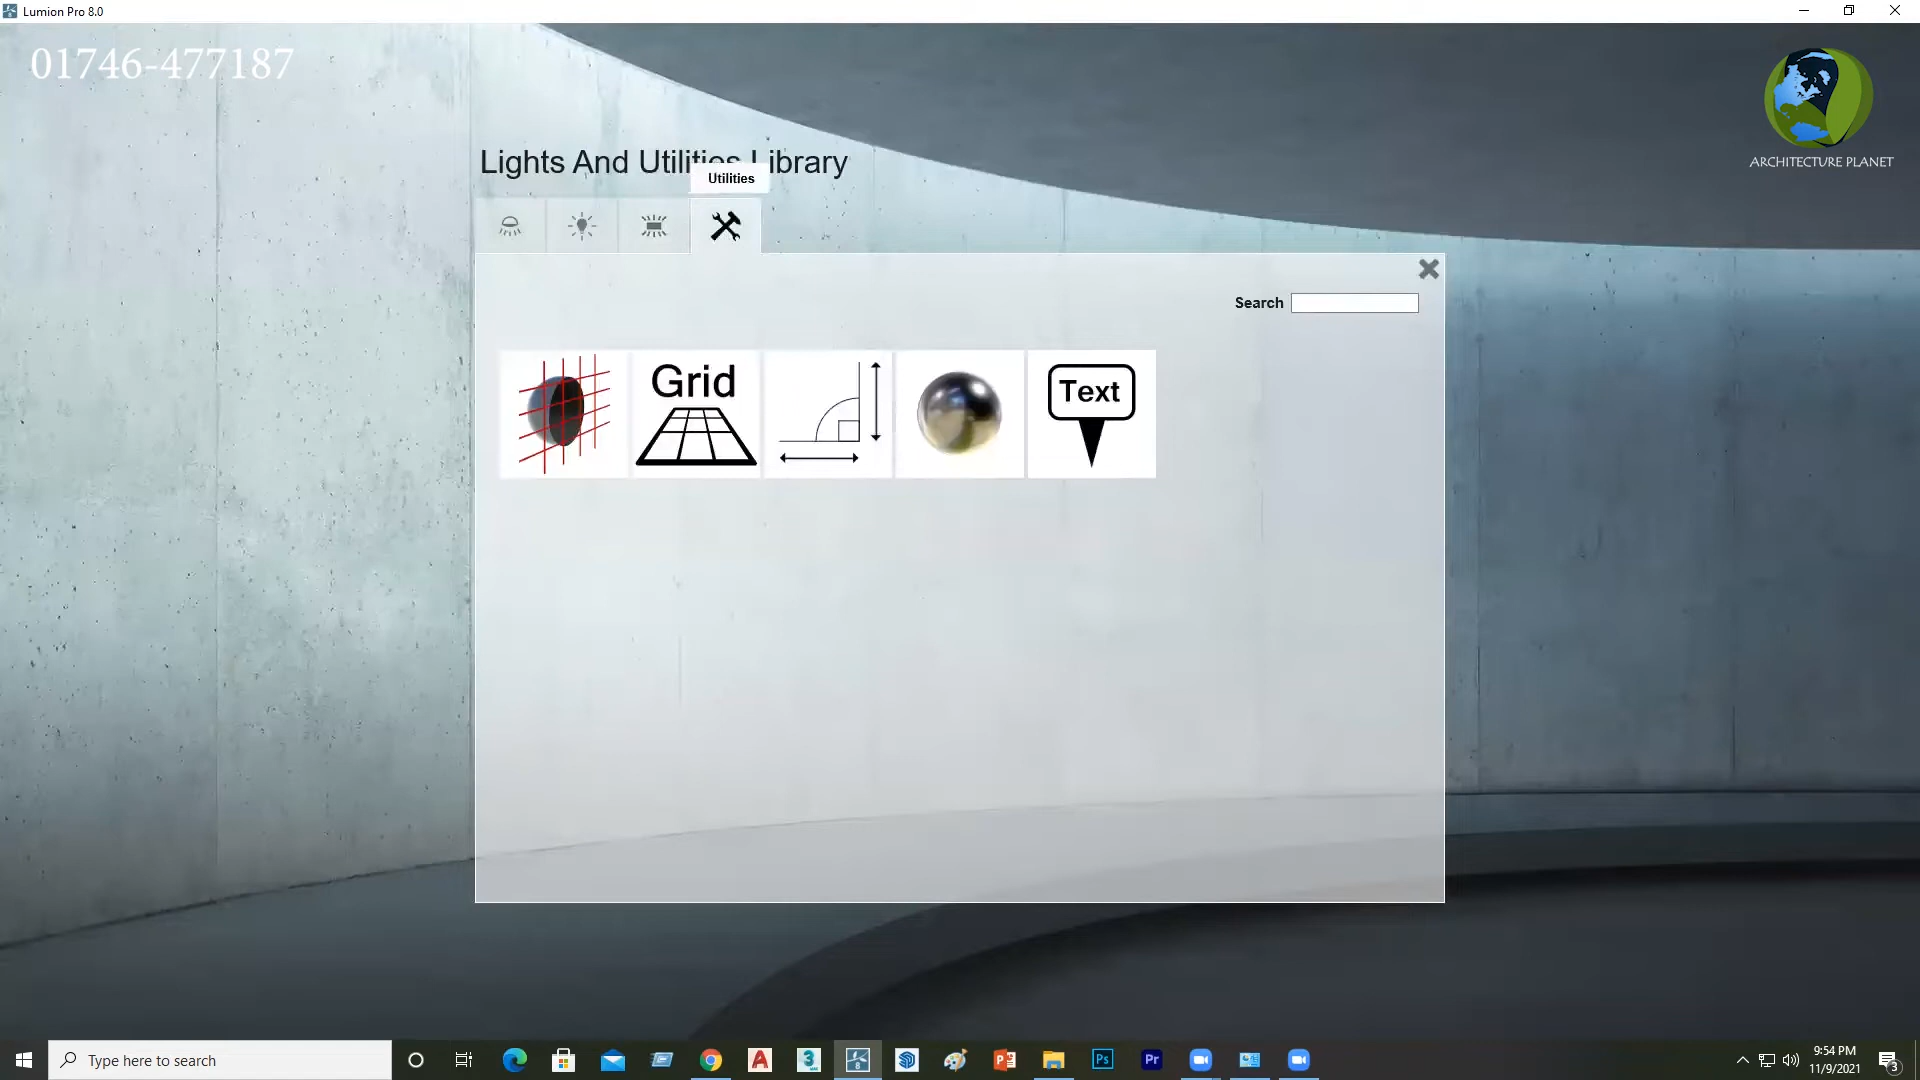 Lumion Pro 8.0
01746-477187
ARCHITECTURE PLANET
Lights And Utilities Library
Utilities
Search
Grid
Text
Type here to search
9:54 PM
11/9/2021
3